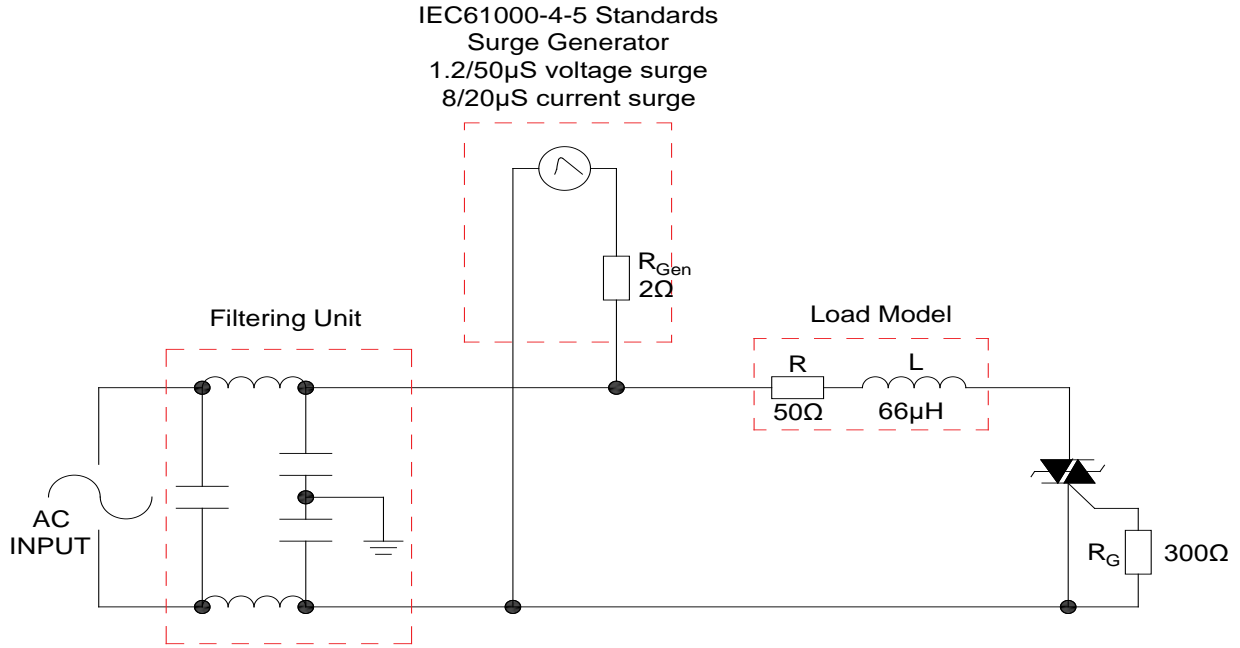 IEC61000-4-5 Standards
Surge Generator
1.2/50µS voltage surge
8/20µS current surge
RGen
2Ω
Filtering Unit
Load Model
R
L
50Ω
66µH
AC
INPUT
RG
300Ω